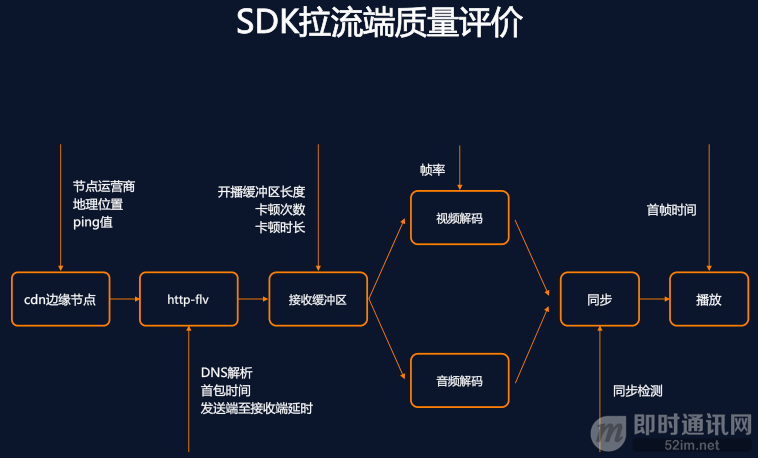 SDK拉流端质量评价
节点运营商
地理位置
ping值
开播缓冲区长度
卡顿次数
卡顿时长
帧率
首帧时间
视频解码
cdn边缘节点
http-flv
接收缓冲区
同步
播放
音频解码
DNS解析
首包时间
发送端至接收端延时
同步检测
m
即时通讯网
52im.net